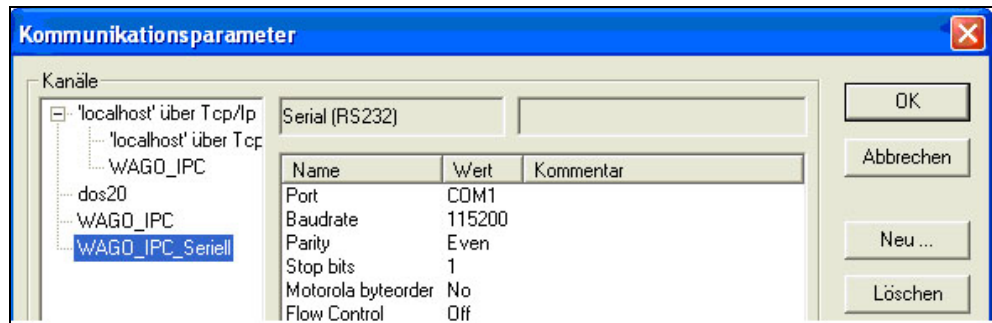 Kommunikationsparameter
Kanäle
'localhost' über Tcp/Ip
'localhost' über Tcp
WAGO_IPC
dos20
WAGO_IPC
WAGO_IPC_Seriell
Serial (RS232)
Name Wert Kommentar
Port COM1
Baudrate 115200
Parity Even
Stop bits 1
Motorola byteorder No
Flow Control Off
OK
Abbrechen
Neu ...
Löschen